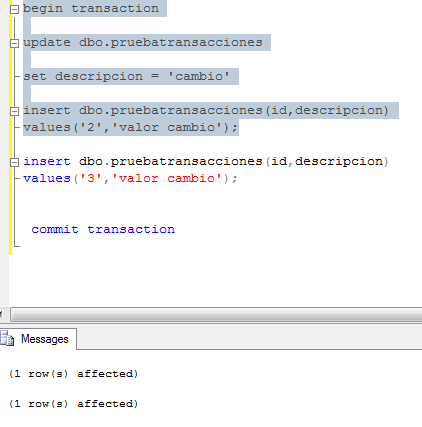 begin transaction
update dbo.pruebatransacciones
set descripcion = 'cambio'
insert dbo.pruebatransacciones(id,descripcion)
values('2','valor cambio');
insert dbo.pruebatransacciones(id,descripcion)
values('3','valor cambio');
commit transaction
Messages
(1 row(s) affected)
(1 row(s) affected)